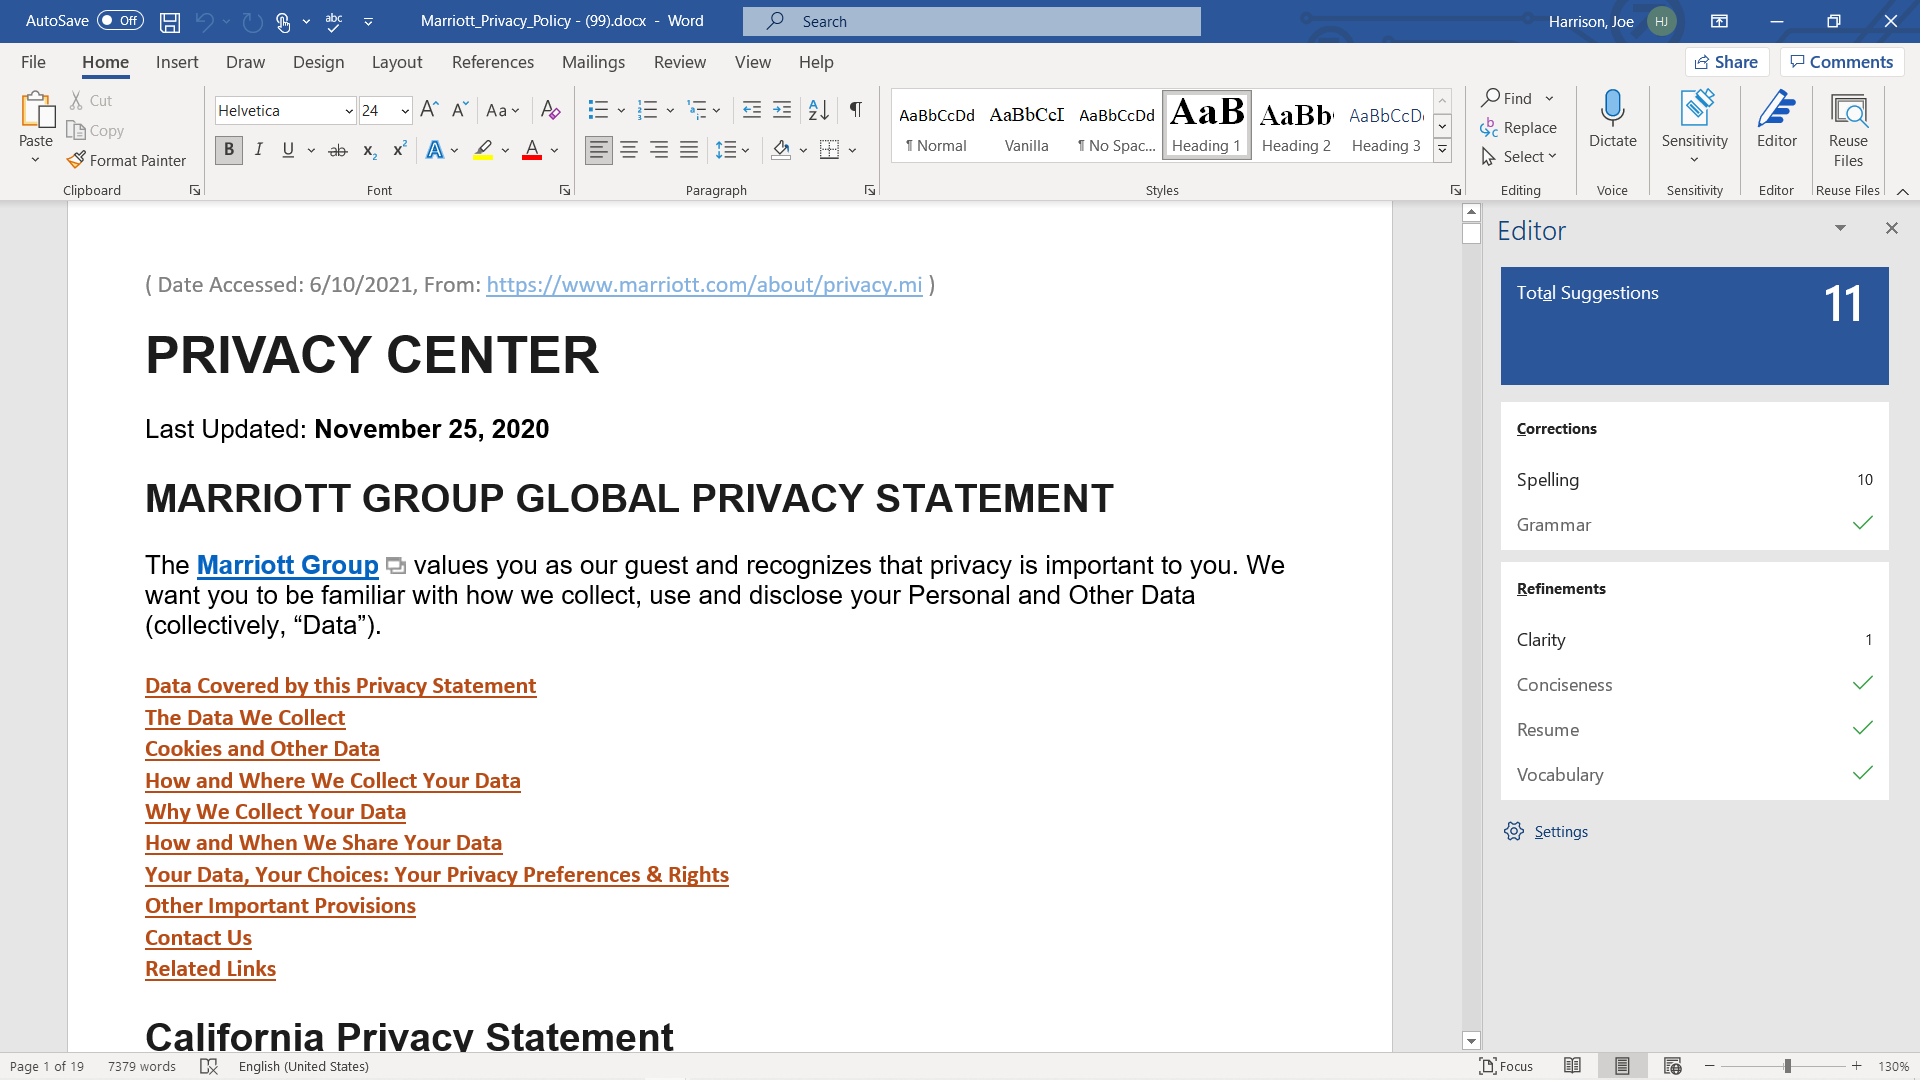 AutoSave Off
Marriott_Privacy_Policy - (99).docx - Word
Search
Harrison, Joe HJ
File Home Insert Draw Design Layout References Mailings Review View Help
Share Comments
Paste
Cut
Copy
Format Painter
Clipboard
Helvetica 24
Font
Paragraph
AaBbCcDd AaBbCcI AaBbCcDd AaB AaBb AaBbCcD
¶ Normal Vanilla ¶ No Spac... Heading 1 Heading 2 Heading 3
Styles
Find
Replace
Select
Editing
Dictate
Voice
Sensitivity
Sensitivity
Editor
Editor
Reuse
Files
Reuse Files
( Date Accessed: 6/10/2021, From: https://www.marriott.com/about/privacy.mi )
PRIVACY CENTER
Last Updated: November 25, 2020
MARRIOTT GROUP GLOBAL PRIVACY STATEMENT
The Marriott Group values you as our guest and recognizes that privacy is important to you. We
want you to be familiar with how we collect, use and disclose your Personal and Other Data
(collectively, “Data”).
Data Covered by this Privacy Statement
The Data We Collect
Cookies and Other Data
How and Where We Collect Your Data
Why We Collect Your Data
How and When We Share Your Data
Your Data, Your Choices: Your Privacy Preferences & Rights
Other Important Provisions
Contact Us
Related Links
California Privacy Statement
Editor
Total Suggestions 11
Corrections
Spelling 10
Grammar
Refinements
Clarity 1
Conciseness
Resume
Vocabulary
Settings
Page 1 of 19 7379 words English (United States)
Focus 130%